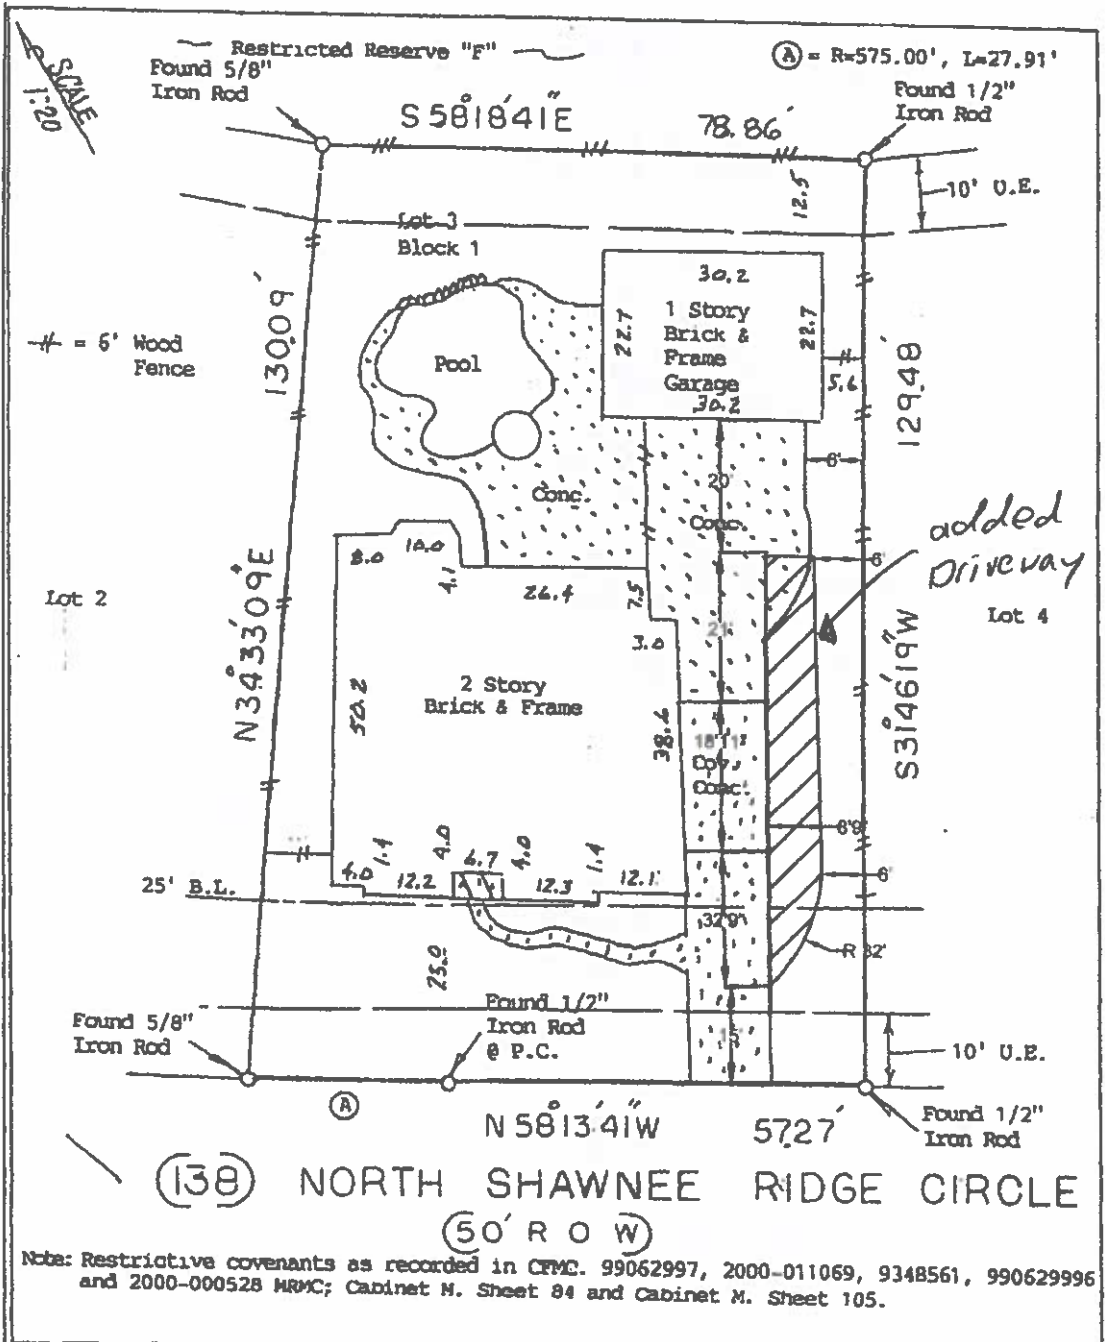 SCALE
1:20
Restricted Reserve "F"
Found 5/8"
Iron Rod
(A) = R=575.00', L=27.91'
Found 1/2"
Iron Rod
S 58°18'41"E
78.86'
10' U.E.
12.5
Lot 3
Block 1
30.2
1 Story
Brick &
Frame
Garage
30.2
22.7
22.7
5.6
-//- = 6' Wood
Fence
130.09'
Pool
129.48'
6'
20'
Conc.
Conc.
added
Driveway
6'
8.0
10.0
4.1
26.4
7.5
Lot 2
N 34°33'09"E
Lot 4
21'
3.0
2 Story
Brick & Frame
50.2
38.6
18'11"
Cov.
Conc.
S 31°46'19"W
8'9"
4.0
1.4
4.0
6.7
4.0
1.4
12.2
12.3
12.1
6'
25' B.L.
32'9"
R 32'
25.0
Found 5/8"
Iron Rod
Found 1/2"
Iron Rod
@ P.C.
15'
10' U.E.
(A)
N 58°13'41"W
57.27'
Found 1/2"
Iron Rod
(138) NORTH SHAWNEE RIDGE CIRCLE
(50' R O W)
Note: Restrictive covenants as recorded in CFMC. 99062997, 2000-011069, 9348561, 990629996
and 2000-000528 MRMC; Cabinet M. Sheet 84 and Cabinet M. Sheet 105.